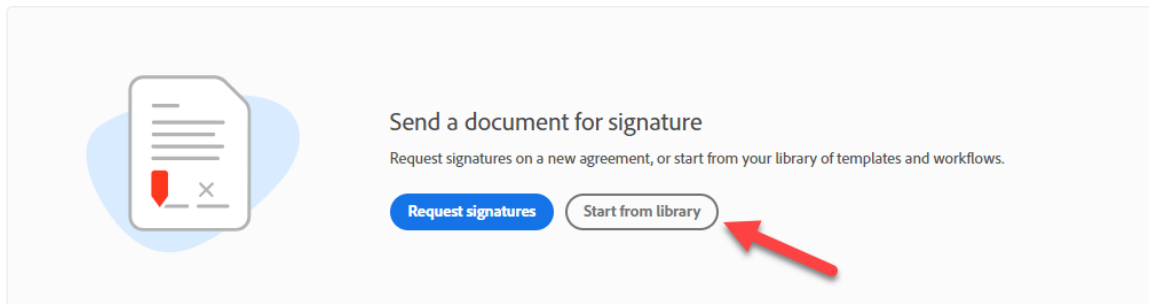 Send a document for signature
Request signatures on a new agreement, or start from your library of templates and workflows.
Request signatures
Start from library